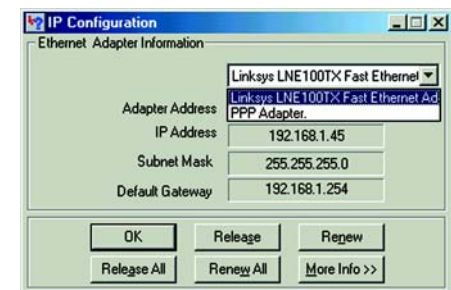 IP Configuration
Ethernet Adapter Information
Linksys LNE100TX Fast Ethernet
Linksys LNE100TX Fast Ethernet Ad
PPP Adapter.
Adapter Address
IP Address 192.168.1.45
Subnet Mask 255.255.255.0
Default Gateway 192.168.1.254
OK Release Renew
Release All Renew All More Info >>